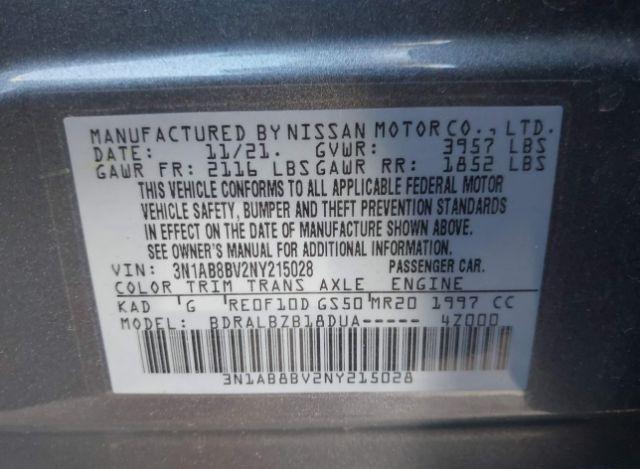 MANUFACTURED BY NISSAN MOTOR CO., LTD.
DATE: 11/21. GVWR: 3957 LBS
GAWR FR: 2116 LBS GAWR RR: 1852 LBS
THIS VEHICLE CONFORMS TO ALL APPLICABLE FEDERAL MOTOR
VEHICLE SAFETY, BUMPER AND THEFT PREVENTION STANDARDS
IN EFFECT ON THE DATE OF MANUFACTURE SHOWN ABOVE.
SEE OWNER'S MANUAL FOR ADDITIONAL INFORMATION.
VIN: 3N1AB8BV2NY215028 PASSENGER CAR.
COLOR TRIM TRANS AXLE ENGINE
KAD G RE0F10D GS50 MR20 1997 CC
MODEL: BDRALBZB18DUA----- 4Z000
3N1AB8BV2NY215028